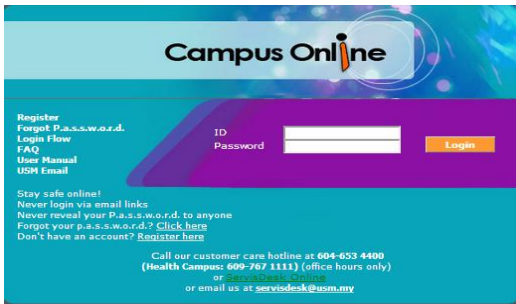 Campus Online
Register
Forgot P.a.s.s.w.o.r.d.
Login Flow
FAQ
User Manual
USM Email
ID
Password
Login
Stay safe online!
Never login via email links
Never reveal your P.a.s.s.w.o.r.d. to anyone
Forgot your p.a.s.s.w.o.r.d.? Click here
Don't have an account? Register here
Call our customer care hotline at 604-653 4400
(Health Campus: 609-767 1111) (office hours only)
or ServisDesk Online
or email us at servisdesk@usm.my